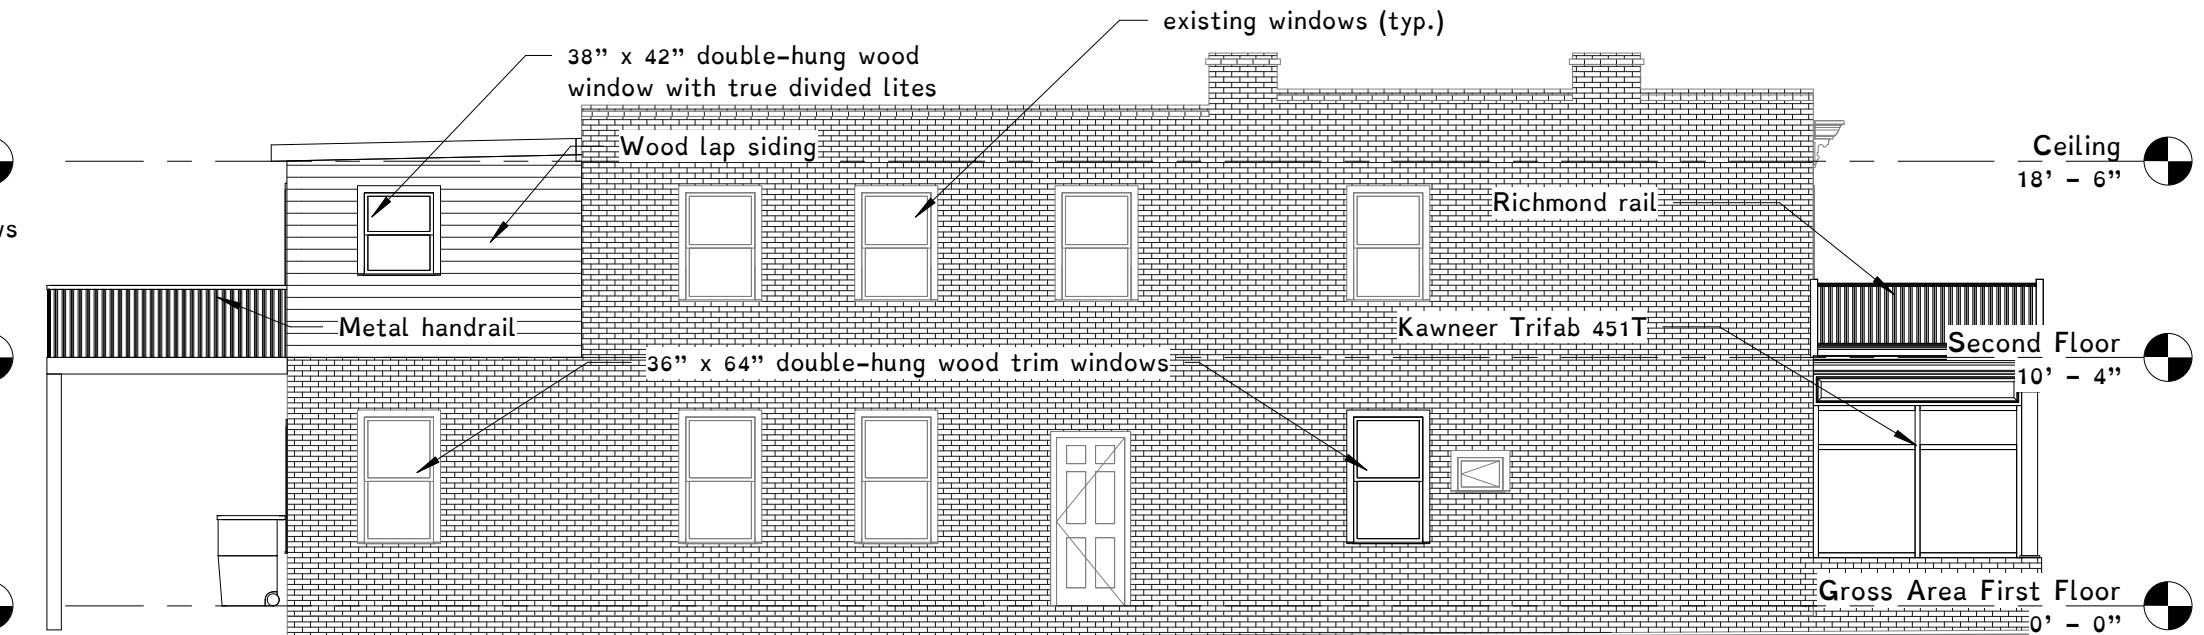 existing windows (typ.)
38” x 42” double-hung wood
window with true divided lites
Wood lap siding
Ceiling
18’ - 6”
Richmond rail
Metal handrail
Kawneer Trifab 451T
Second Floor
10’ - 4”
36” x 64” double-hung wood trim windows
Gross Area First Floor
0’ - 0”